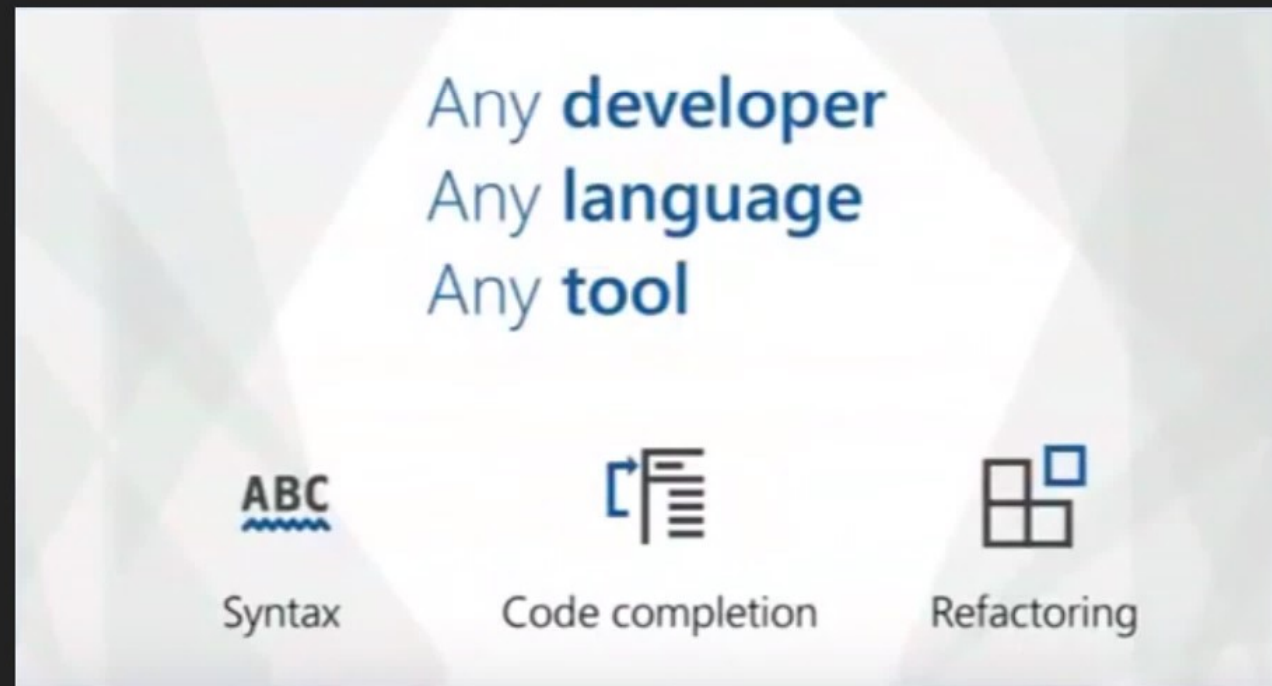 Any developer
Any language
Any tool
ABC
Syntax
Code completion
Refactoring